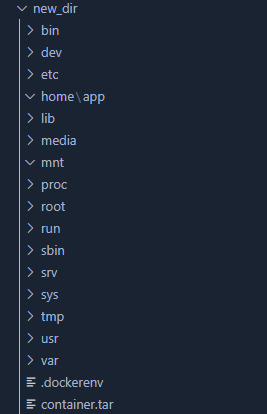 new_dir
bin
dev
etc
home\app
lib
media
mnt
proc
root
run
sbin
srv
sys
tmp
usr
var
.dockerenv
container.tar